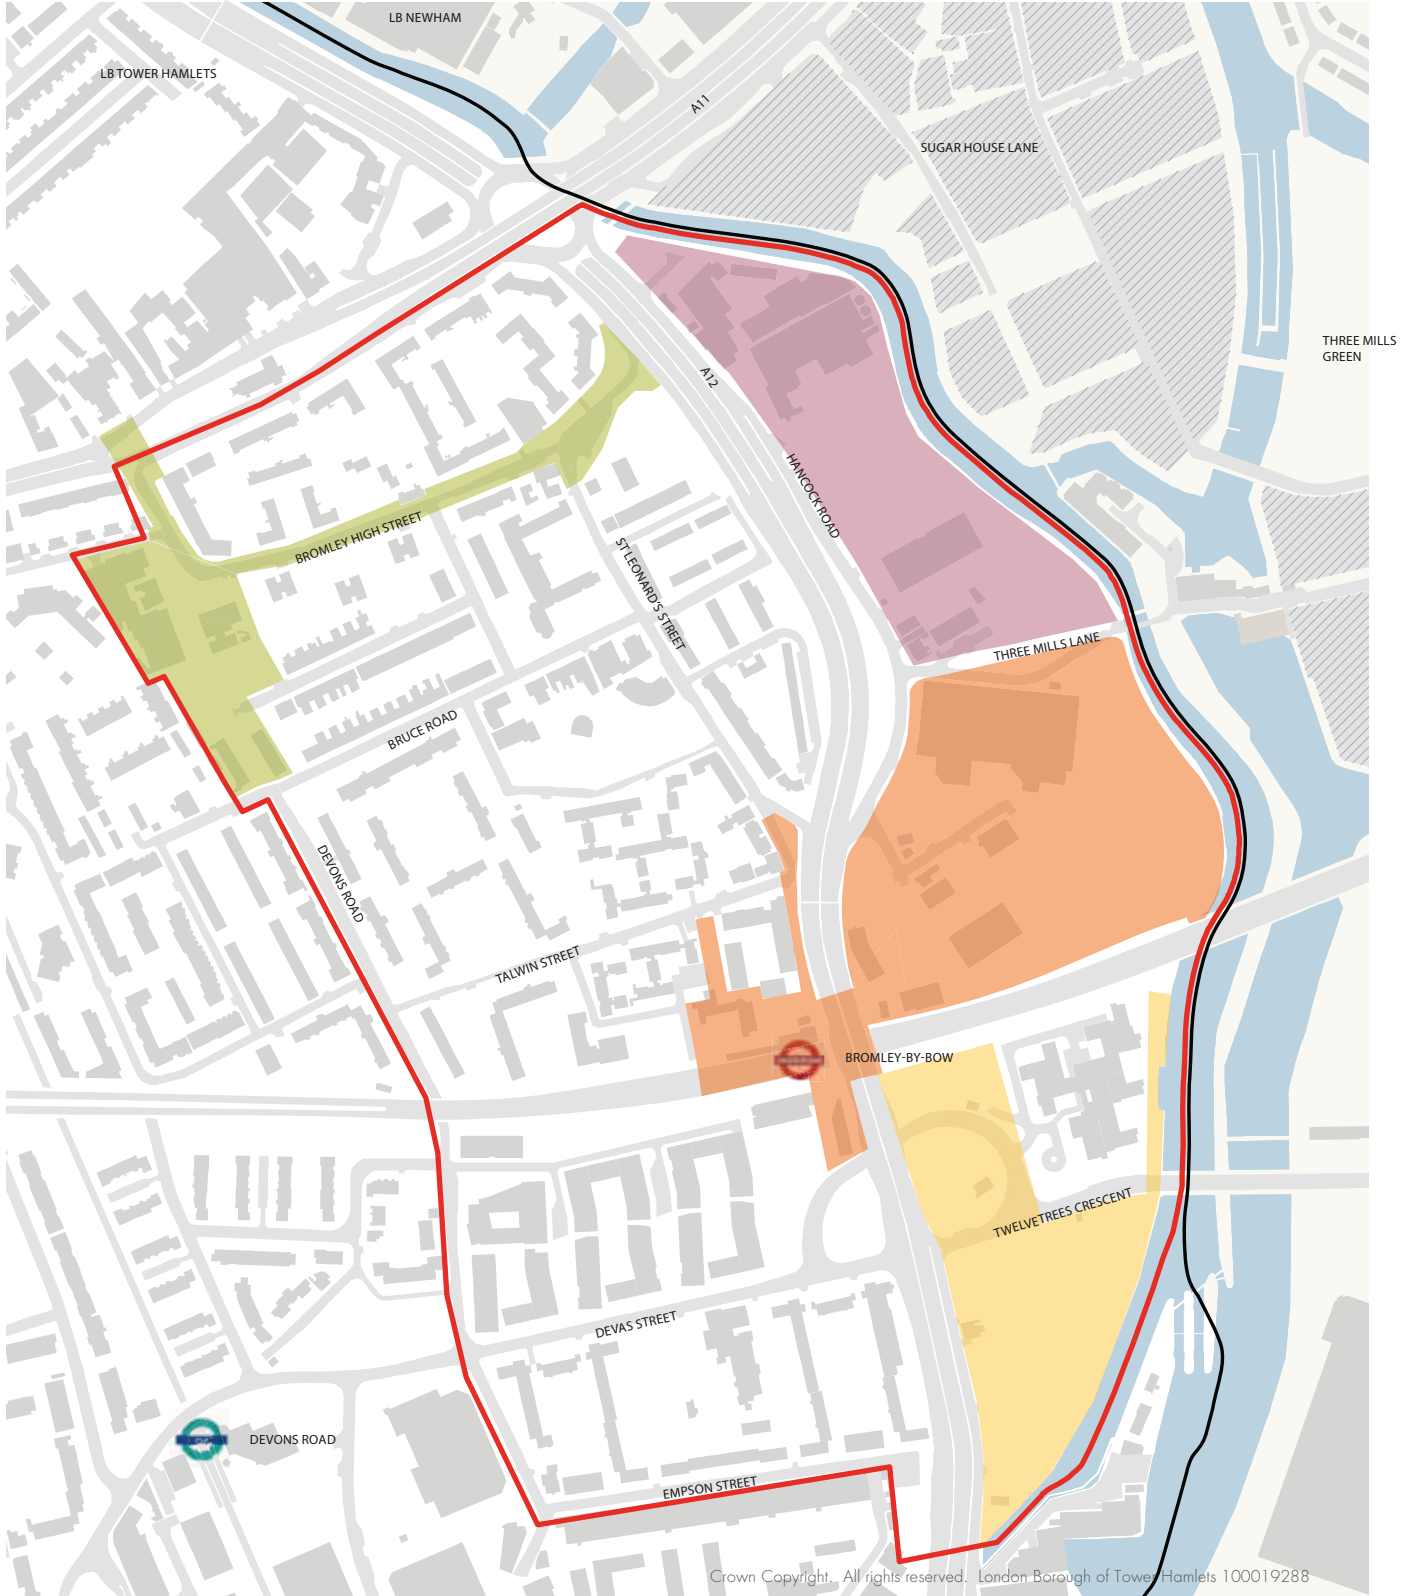 LB NEWHAM
LB TOWER HAMLETS
A11
SUGAR HOUSE LANE
THREE MILLS
GREEN
A12
HANCOCK ROAD
BROMLEY HIGH STREET
ST LEONARD'S STREET
THREE MILLS LANE
BRUCE ROAD
DEVONS ROAD
TALWIN STREET
BROMLEY-BY-BOW
TWELVETREES CRESCENT
DEVAS STREET
DEVONS ROAD
EMPSON STREET
Crown Copyright. All rights reserved. London Borough of Tower Hamlets 100019288